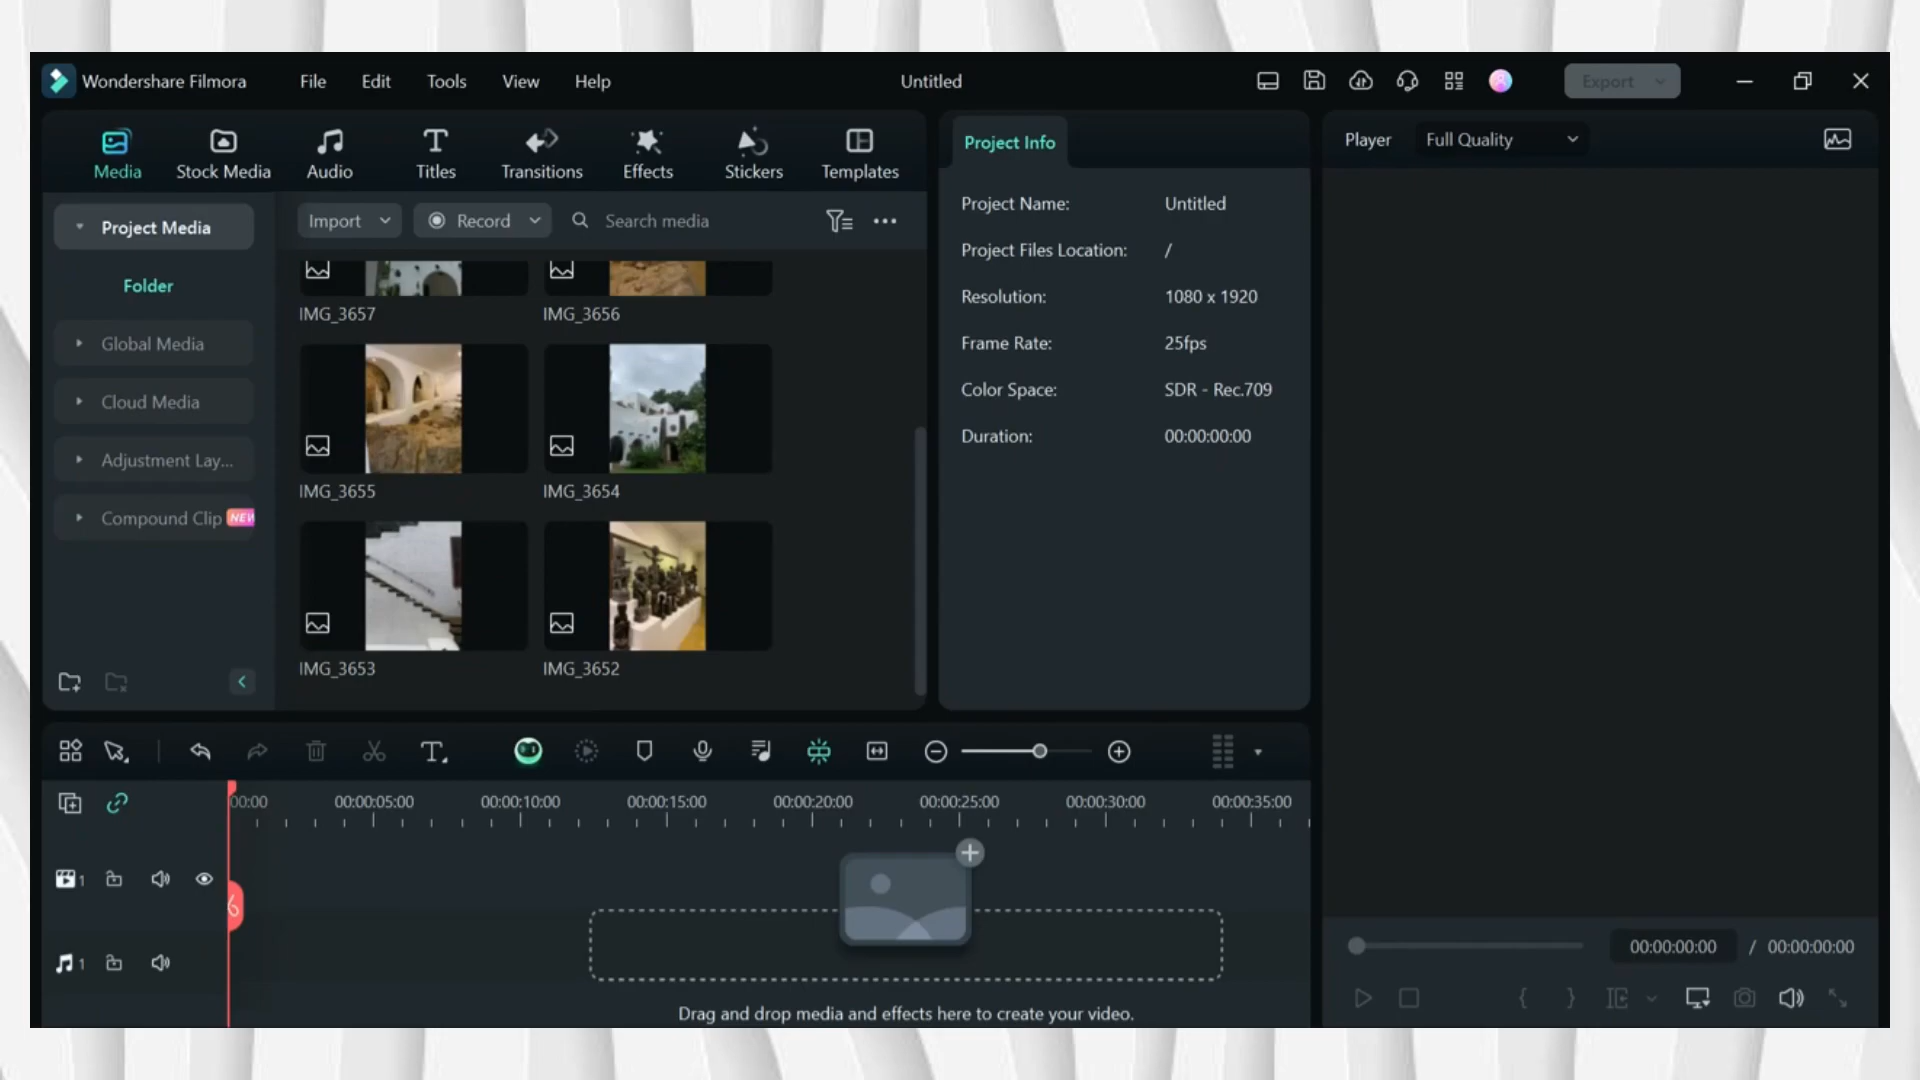 Wondershare Filmora File Edit Tools View Help Untitled Export
Media Stock Media Audio Titles Transitions Effects Stickers Templates
Project Media
Folder
Global Media
Cloud Media
Adjustment Lay...
Compound Clip NEW
Import Record Search media
IMG_3657 IMG_3656
IMG_3655 IMG_3654
IMG_3653 IMG_3652
Project Info
Project Name: Untitled
Project Files Location: /
Resolution: 1080 x 1920
Frame Rate: 25fps
Color Space: SDR - Rec.709
Duration: 00:00:00:00
Player Full Quality
00:00 00:00:05:00 00:00:10:00 00:00:15:00 00:00:20:00 00:00:25:00 00:00:30:00 00:00:35:00
1
1
Drag and drop media and effects here to create your video.
00:00:00:00 / 00:00:00:00